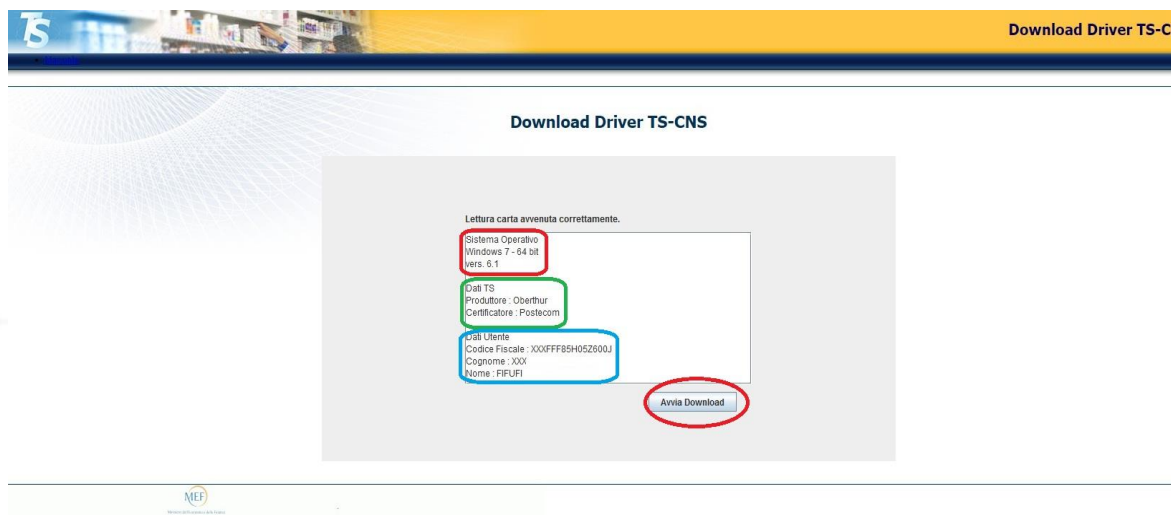 TS
Download Driver TS-C
Download Driver TS-CNS
Lettura carta avvenuta correttamente.
Sistema Operativo
Windows 7 - 64 bit
vers. 6.1
Dati TS
Produttore : Oberthur
Certificatore : Postecom
Dati Utente
Codice Fiscale : XXXFFF85H05Z600J
Cognome : XXX
Nome : FIFUFI
Avvia Download
MEF